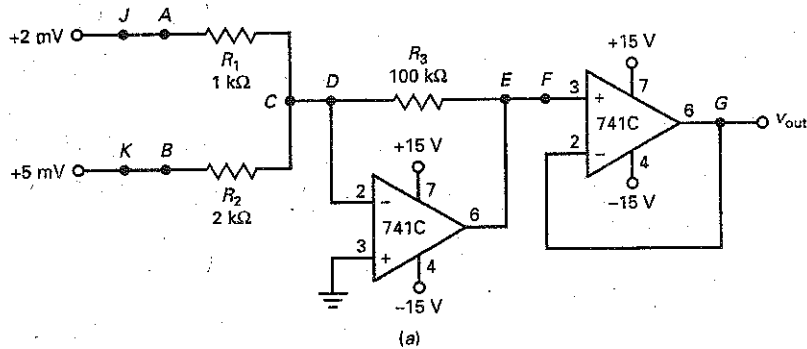 +2 mV J A
R1
1 kΩ
+15 V
R3
100 kΩ
C D E F
3 + 7
741C
6 G
vout
2 −
4
−15 V
+5 mV K B
R2
2 kΩ
+15 V
7
2 −
741C
6
3 +
4
−15 V
(a)